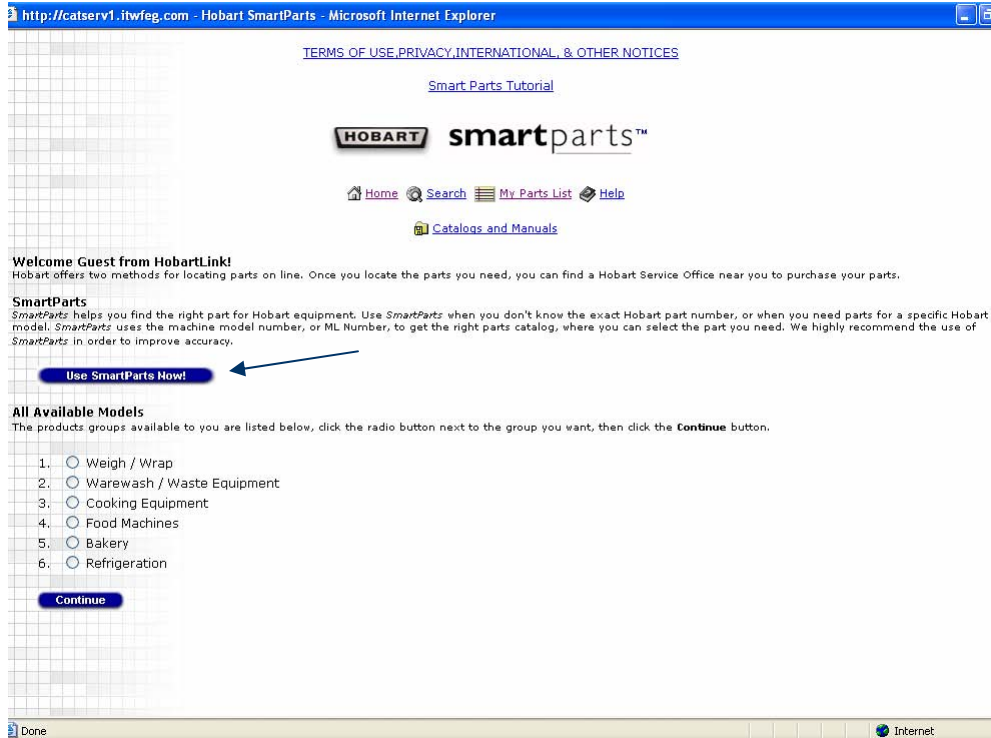 http://catserv1.itwfeg.com - Hobart SmartParts - Microsoft Internet Explorer
TERMS OF USE,PRIVACY,INTERNATIONAL, & OTHER NOTICES
Smart Parts Tutorial
HOBART smartparts™
Home Search My Parts List Help
Catalogs and Manuals
Welcome Guest from HobartLink!
Hobart offers two methods for locating parts on line. Once you locate the parts you need, you can find a Hobart Service Office near you to purchase your parts.
SmartParts
SmartParts helps you find the right part for Hobart equipment. Use SmartParts when you don't know the exact Hobart part number, or when you need parts for a specific Hobart
model. SmartParts uses the machine model number, or ML Number, to get the right parts catalog, where you can select the part you need. We highly recommend the use of
SmartParts in order to improve accuracy.
Use SmartParts Now!
All Available Models
The products groups available to you are listed below, click the radio button next to the group you want, then click the Continue button.
1. Weigh / Wrap
2. Warewash / Waste Equipment
3. Cooking Equipment
4. Food Machines
5. Bakery
6. Refrigeration
Continue
Done Internet